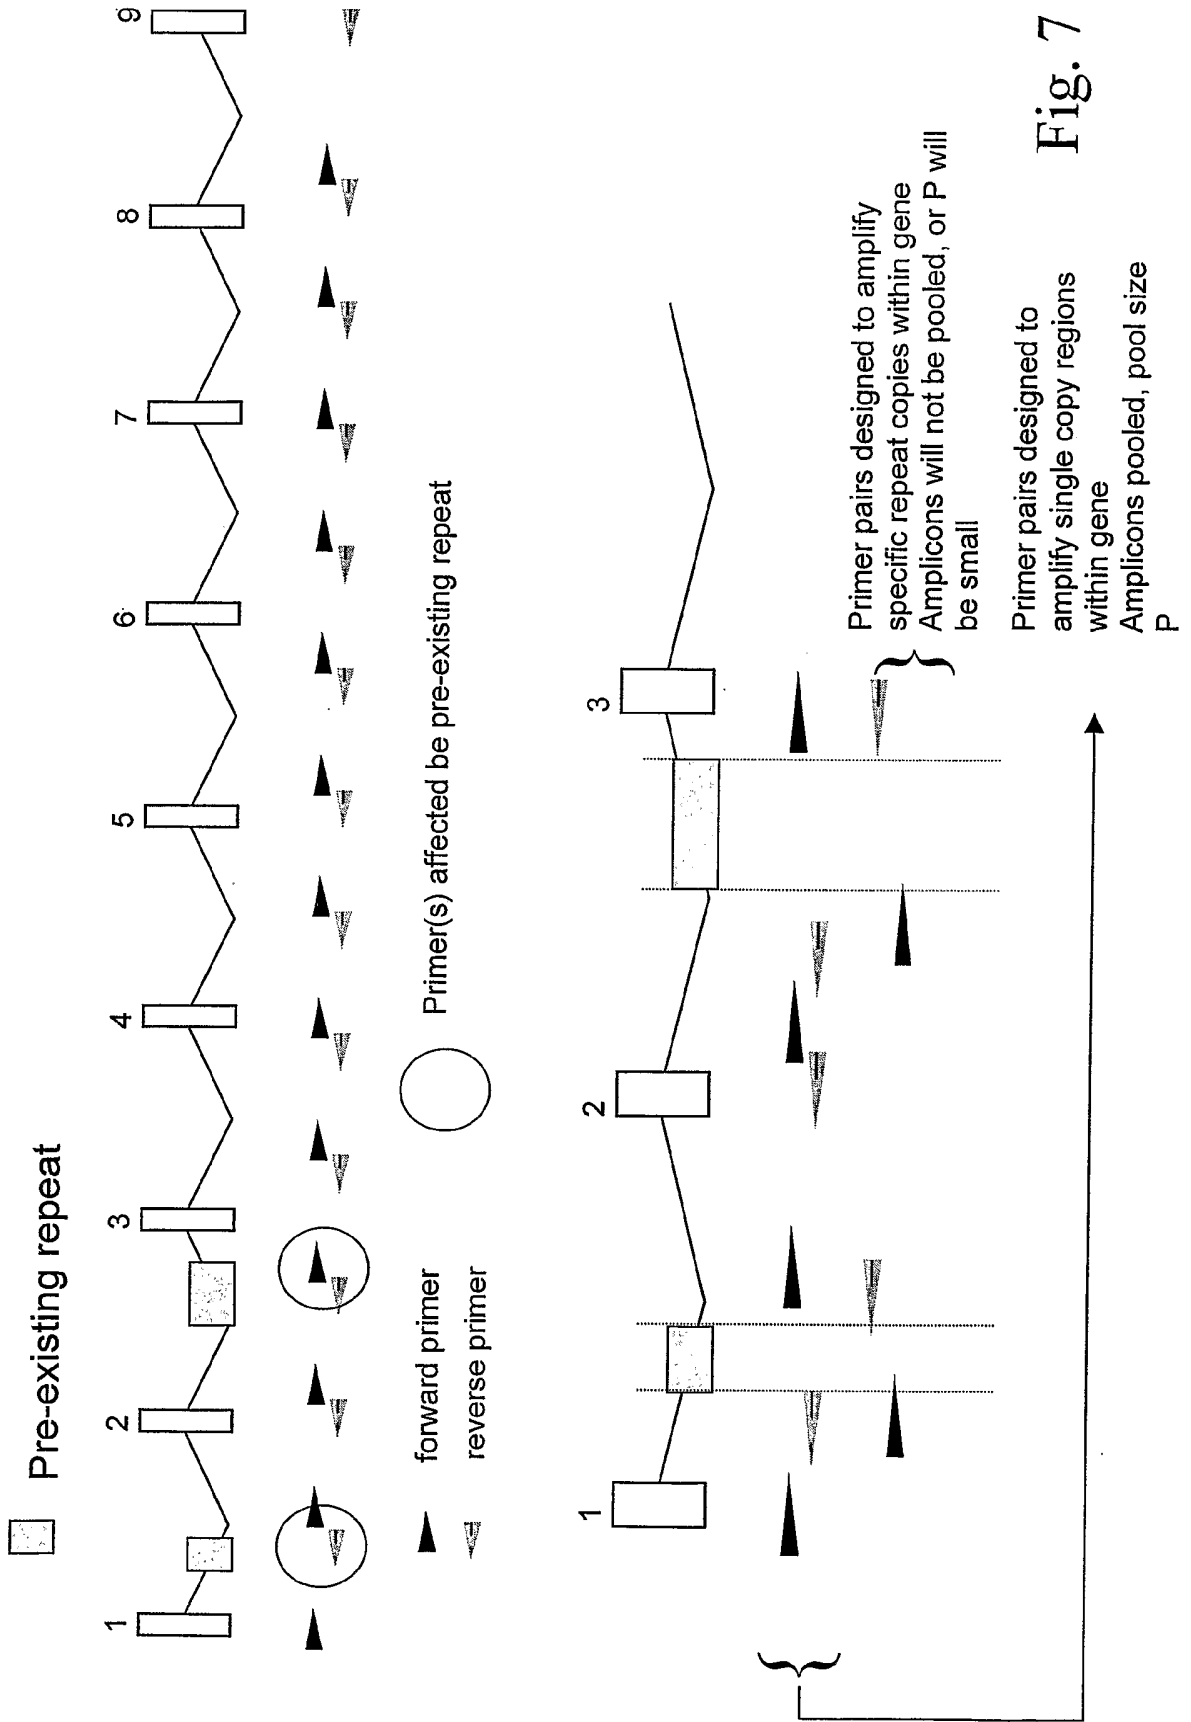 Pre-existing repeat
1 2 3 4 5 6 7 8 9
forward primer
reverse primer
Primer(s) affected be pre-existing repeat
1 2 3
Primer pairs designed to amplify
specific repeat copies within gene
Amplicons will not be pooled, or P will
be small
Primer pairs designed to
amplify single copy regions
within gene
Amplicons pooled, pool size
P
Fig. 7